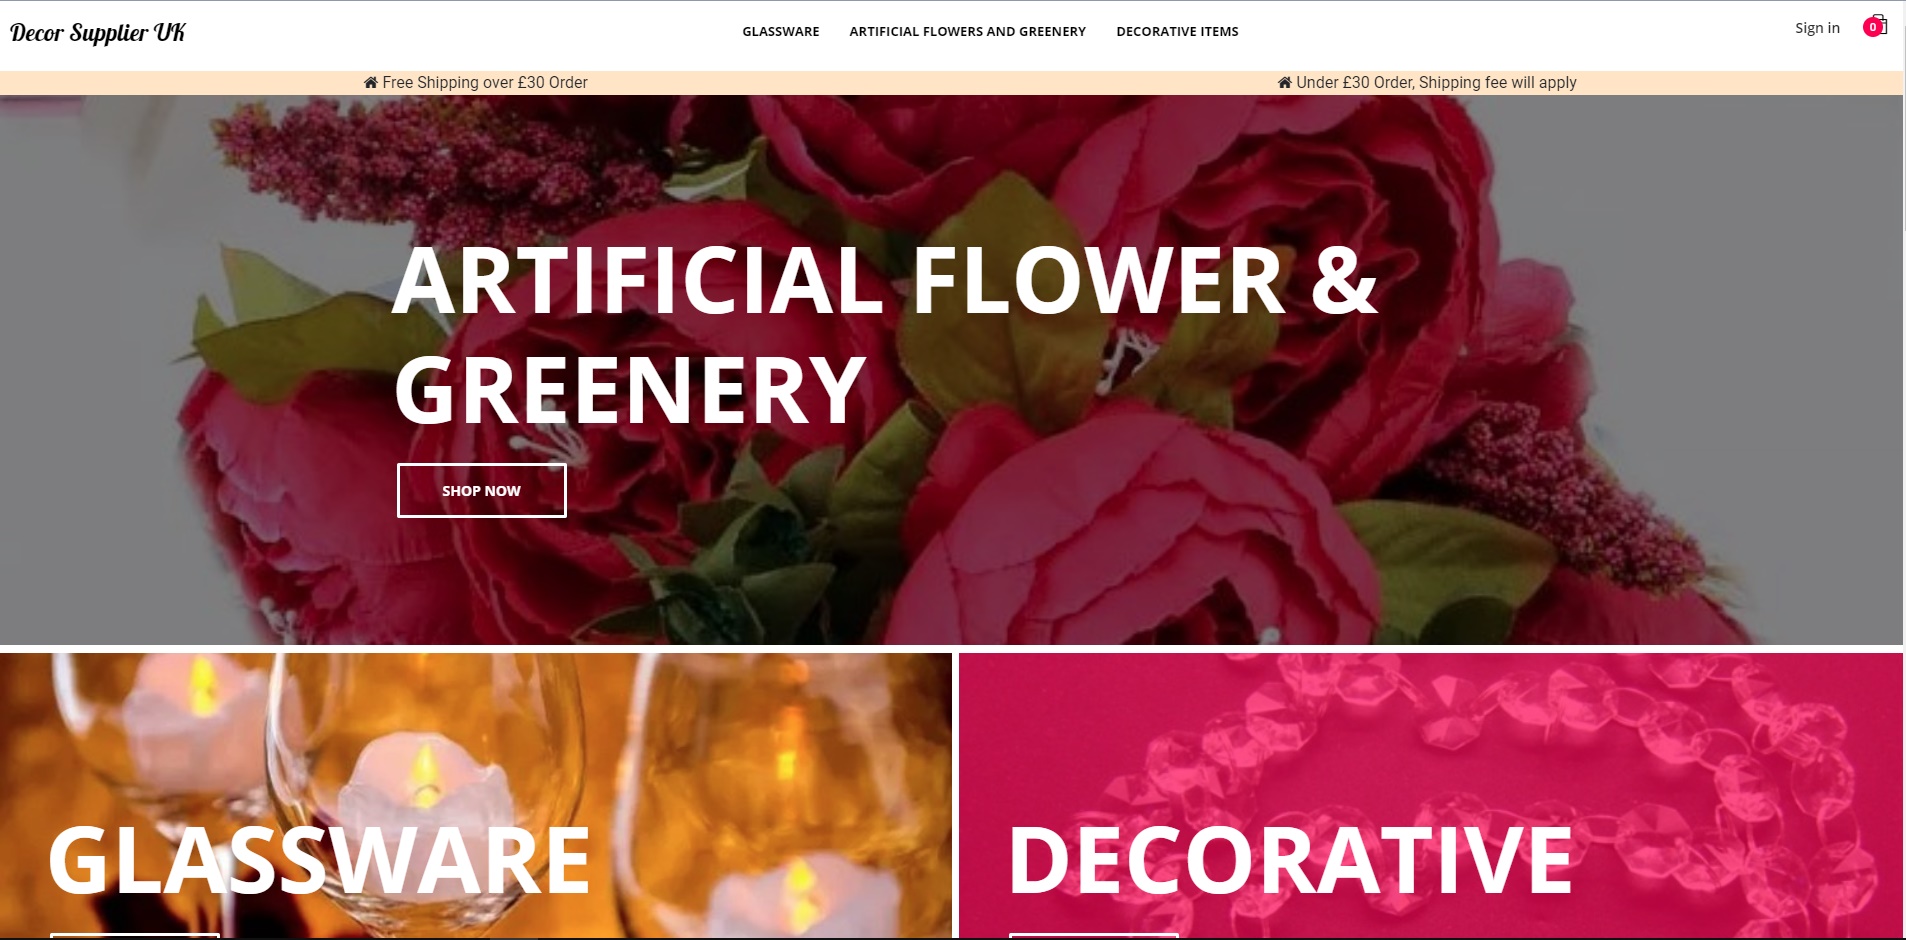 Decor Supplier UK
GLASSWARE
ARTIFICIAL FLOWERS AND GREENERY
DECORATIVE ITEMS
Sign in
0
Free Shipping over £30 Order
Under £30 Order, Shipping fee will apply
ARTIFICIAL FLOWER &
GREENERY
SHOP NOW
GLASSWARE
DECORATIVE